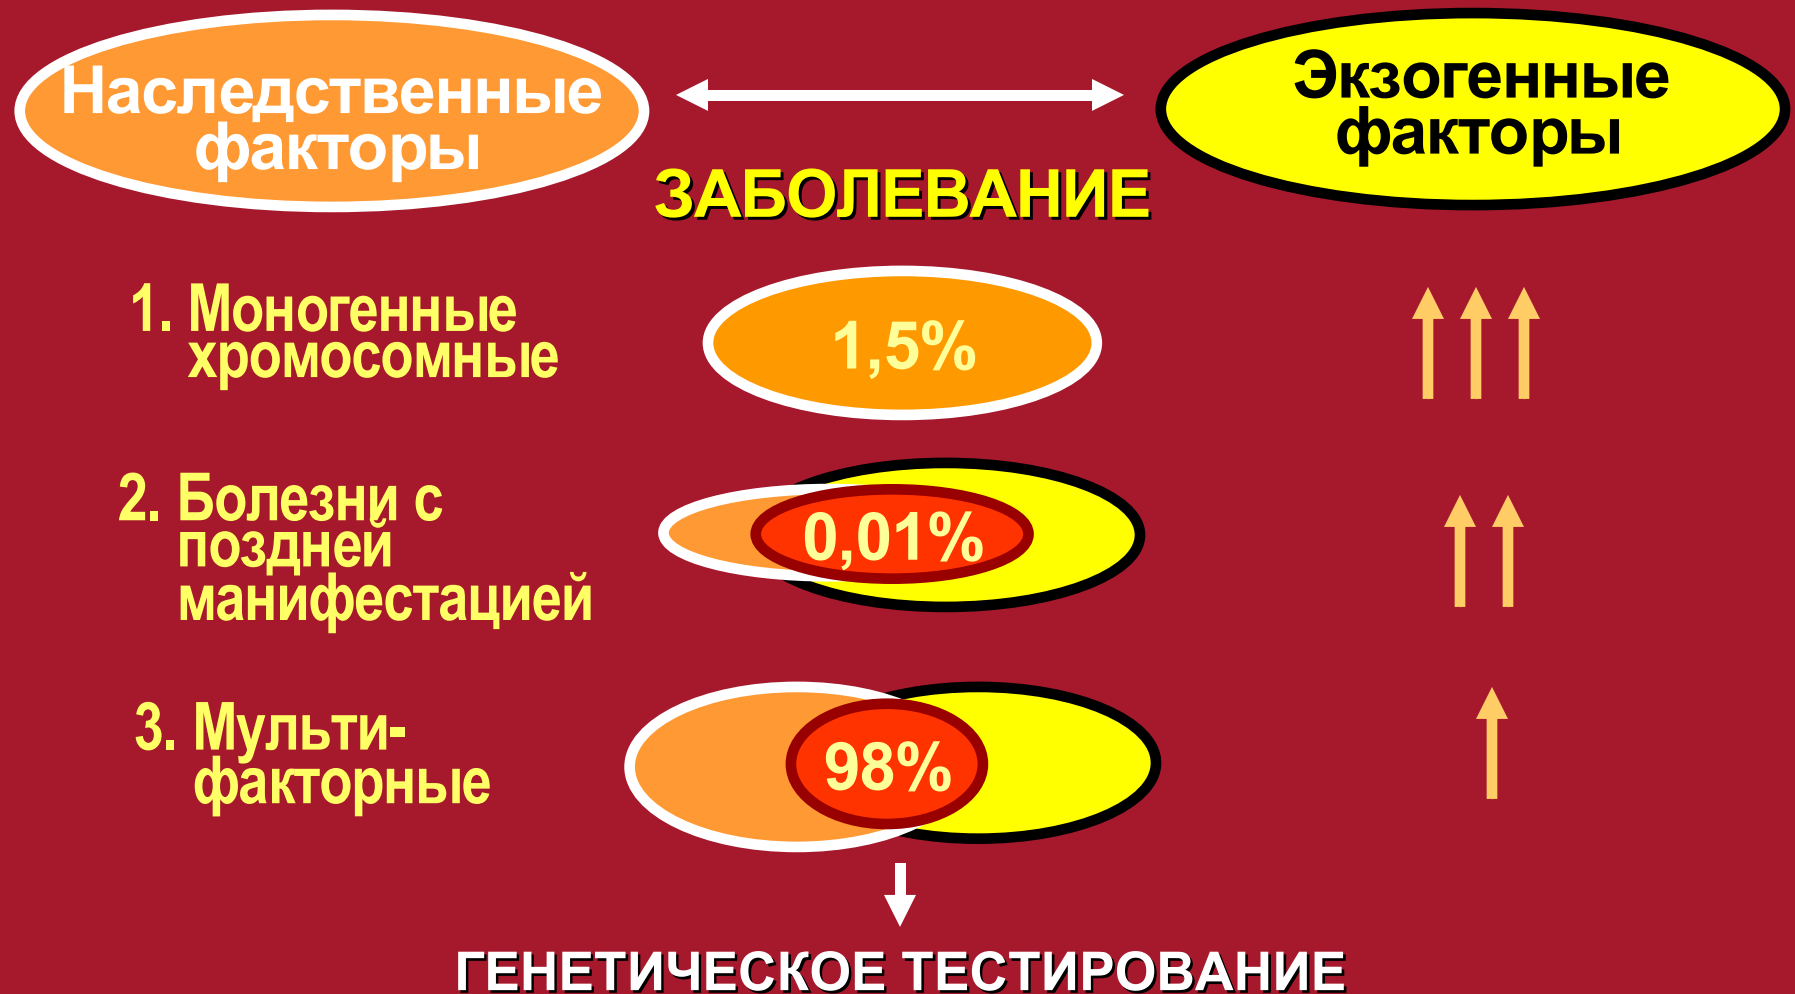 Наследственные
факторы
Экзогенные
факторы
ЗАБОЛЕВАНИЕ
1. Моногенные
хромосомные
1,5%
2. Болезни с
поздней
манифестацией
0,01%
3. Мульти-
факторные
98%
ГЕНЕТИЧЕСКОЕ ТЕСТИРОВАНИЕ